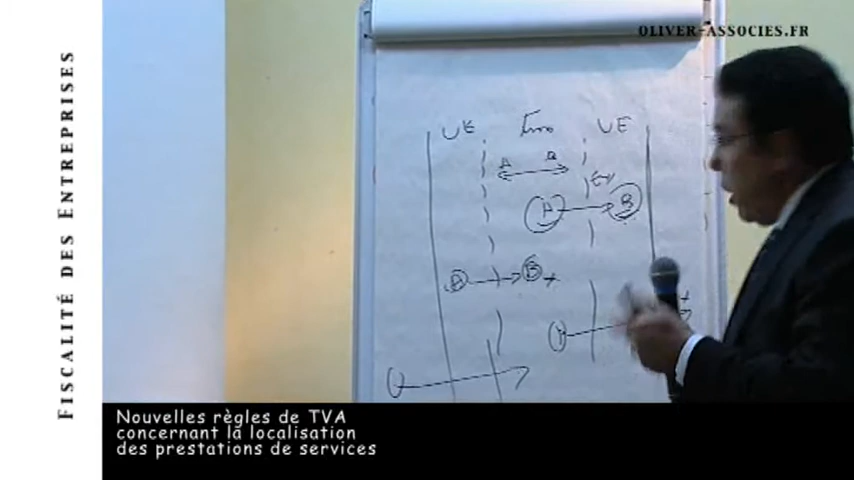 OLIVER-ASSOCIES.FR
FISCALITÉ DES ENTREPRISES
UE UE
A B
A B
A B
Nouvelles règles de TVA
concernant la localisation
des prestations de services